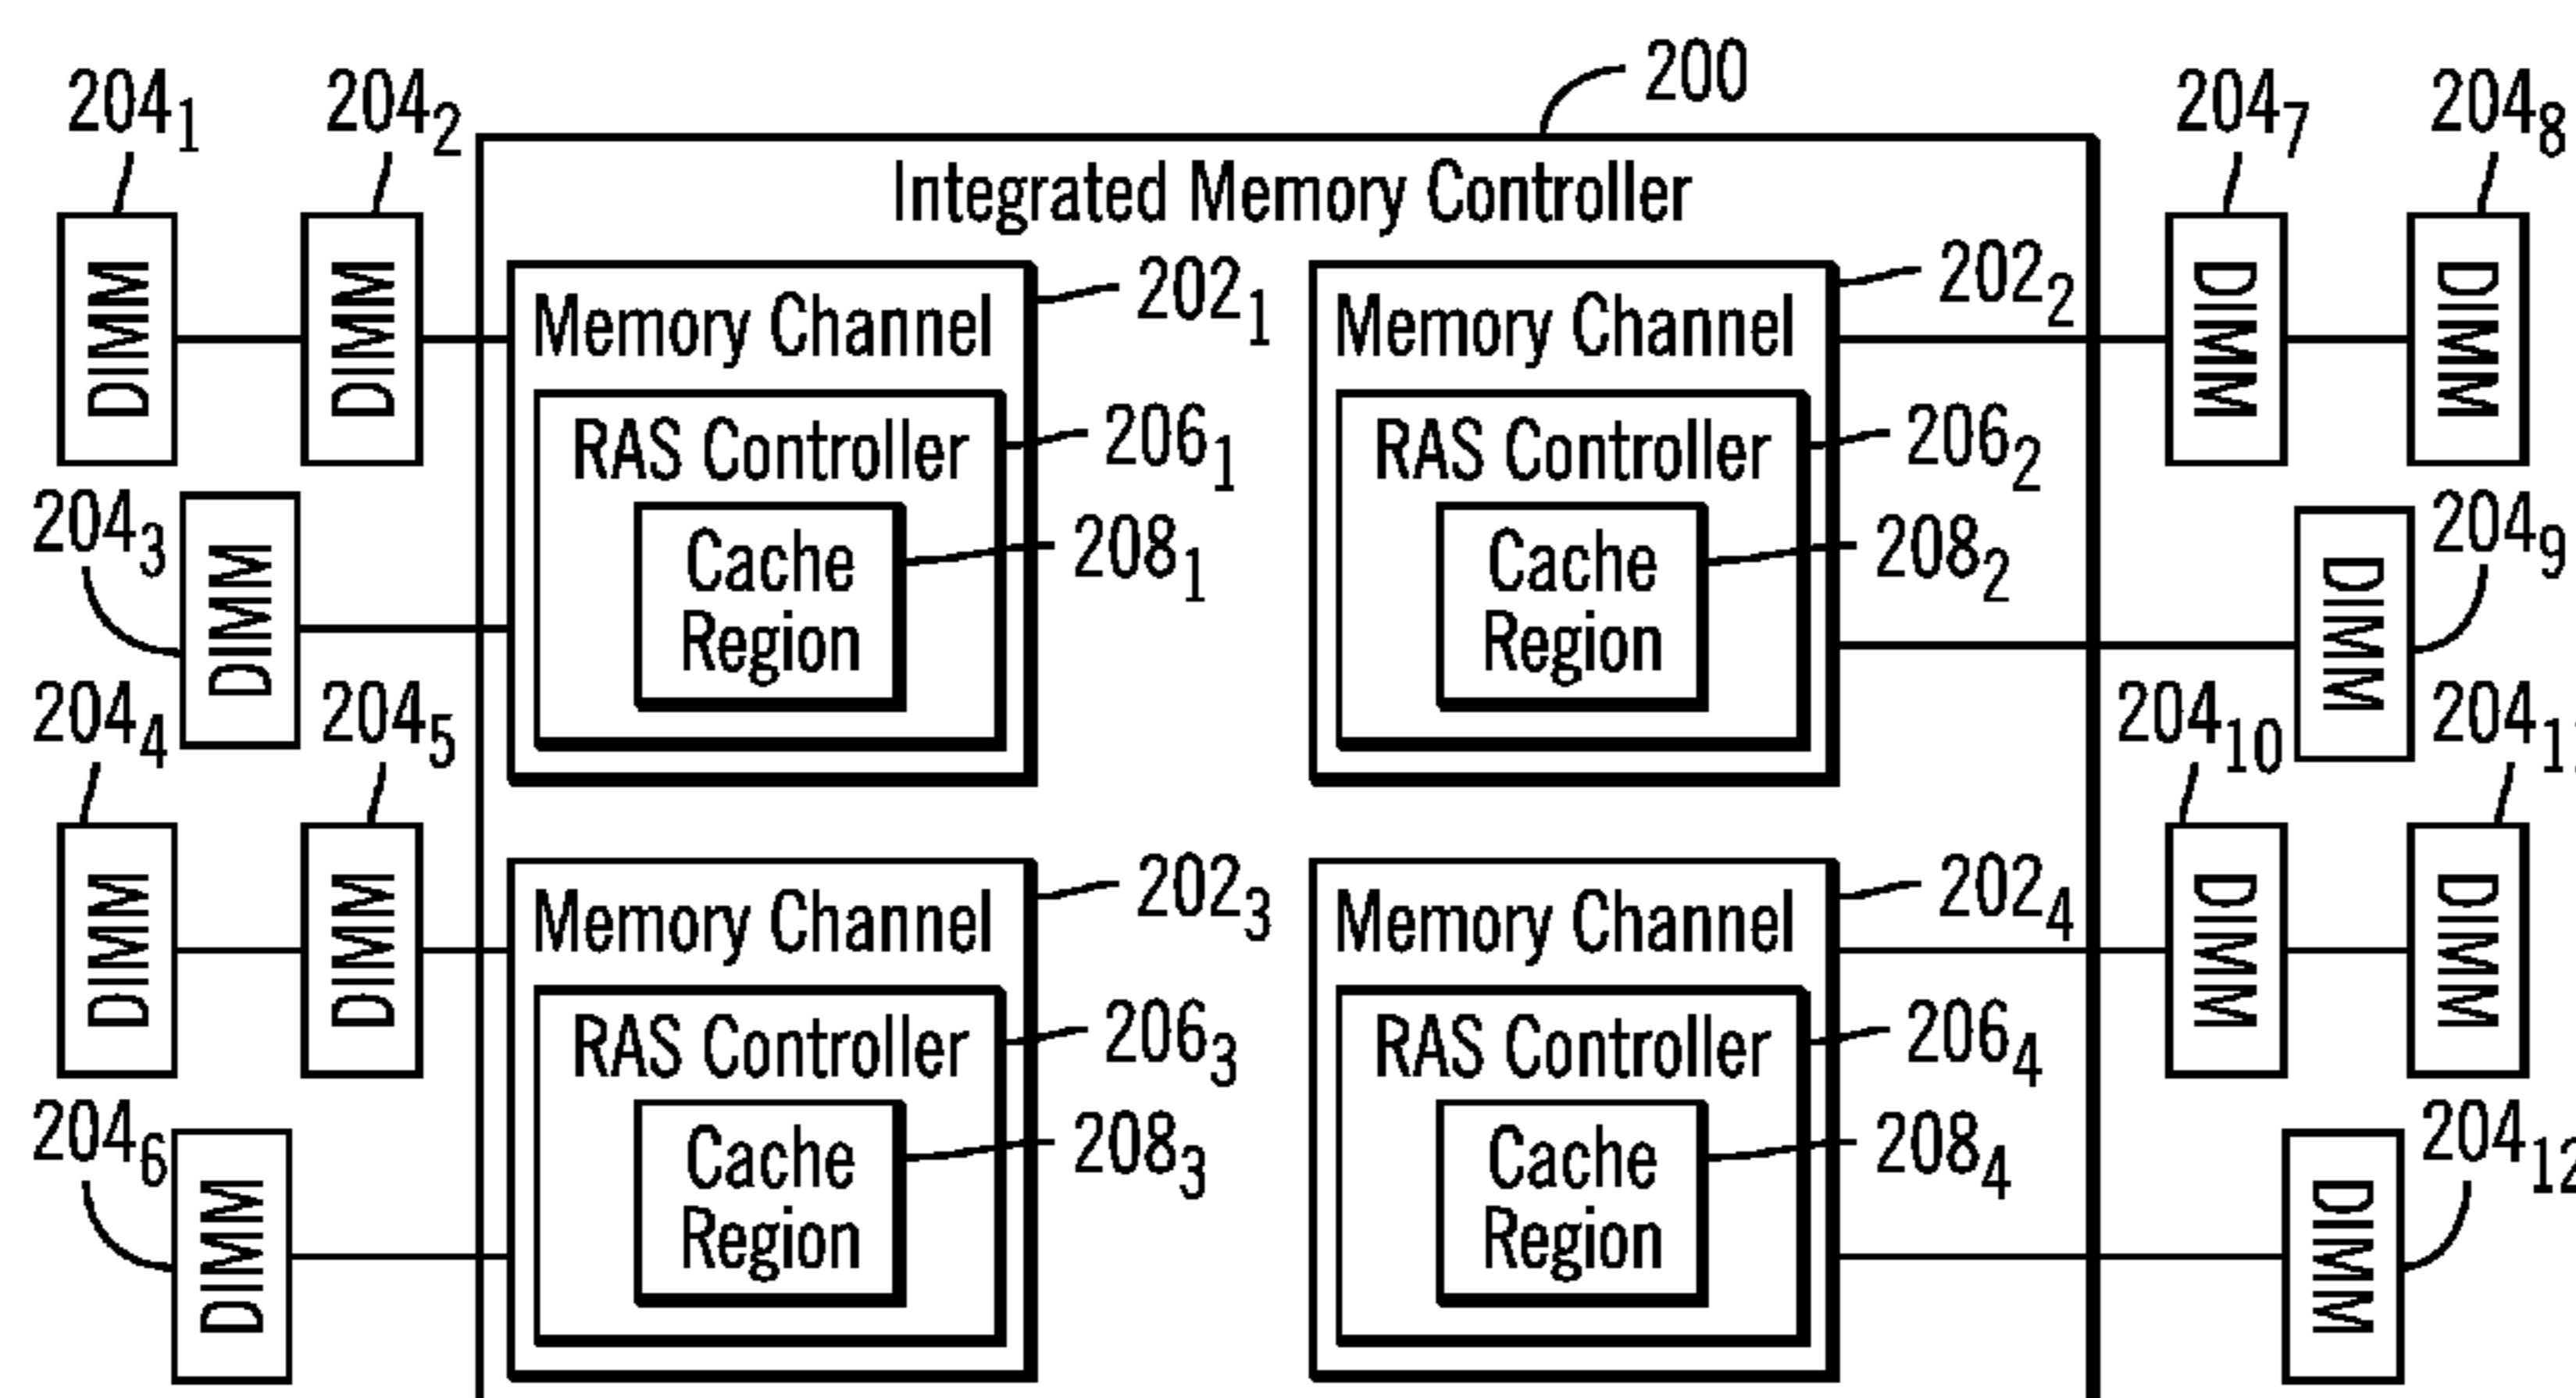 200
204₁
204₂
204₇
204₈
Integrated Memory Controller
DIMM
DIMM
Memory Channel
202₁
Memory Channel
202₂
DIMM
DIMM
RAS Controller
206₁
RAS Controller
206₂
204₃
DIMM
Cache
Region
208₁
Cache
Region
208₂
DIMM
204₉
204₄
204₅
204₁₀
DIMM
DIMM
Memory Channel
202₃
Memory Channel
202₄
DIMM
DIMM
RAS Controller
206₃
RAS Controller
206₄
204₆
DIMM
Cache
Region
208₃
Cache
Region
208₄
DIMM
204₁₂